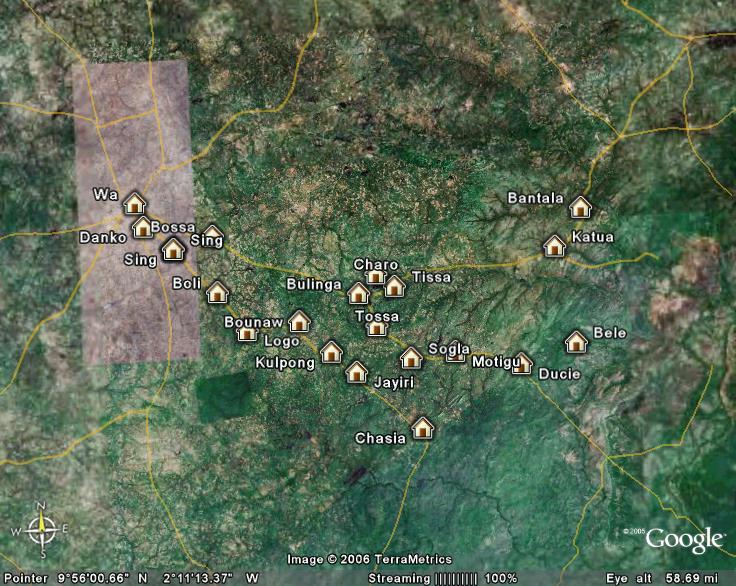 Wa
Bantala
Danko
Bossa
Sing
Katua
Sing
Charo
Boli
Bulinga
Tissa
Bounaw
Tossa
Bele
Logo
Kulpong
Sogla
Motigu
Ducie
Jayiri
Chasia
N
W E
S
© 2005 Google
Image © 2006 TerraMetrics
Pointer 9°56'00.66" N 2°11'13.37" W Streaming |||||||||| 100% Eye alt 58.69 mi